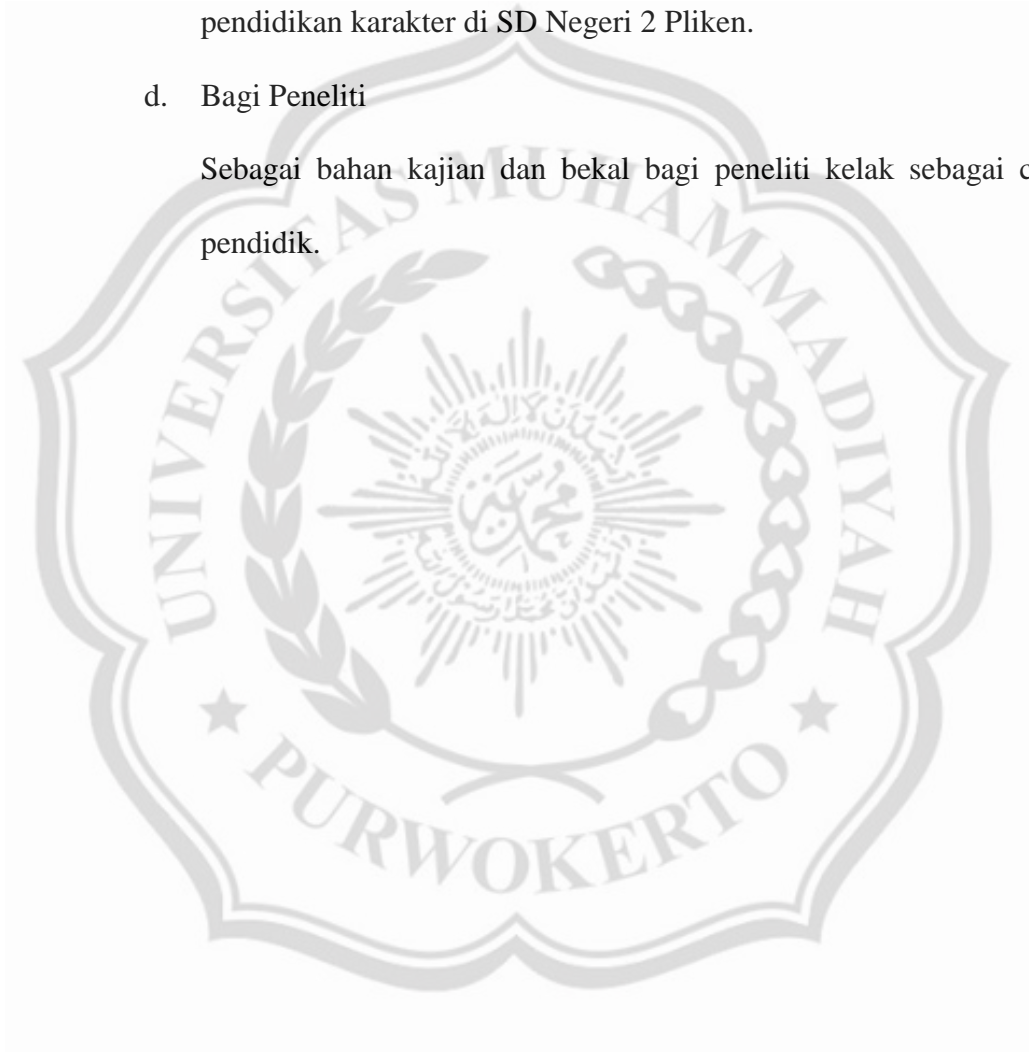 pendidikan karakter di SD Negeri 2 Pliken.
d. Bagi Peneliti
Sebagai bahan kajian dan bekal bagi peneliti kelak sebagai
pendidik.
UNIVERSITAS MUHAMMADIYAH
PURWOKERTO